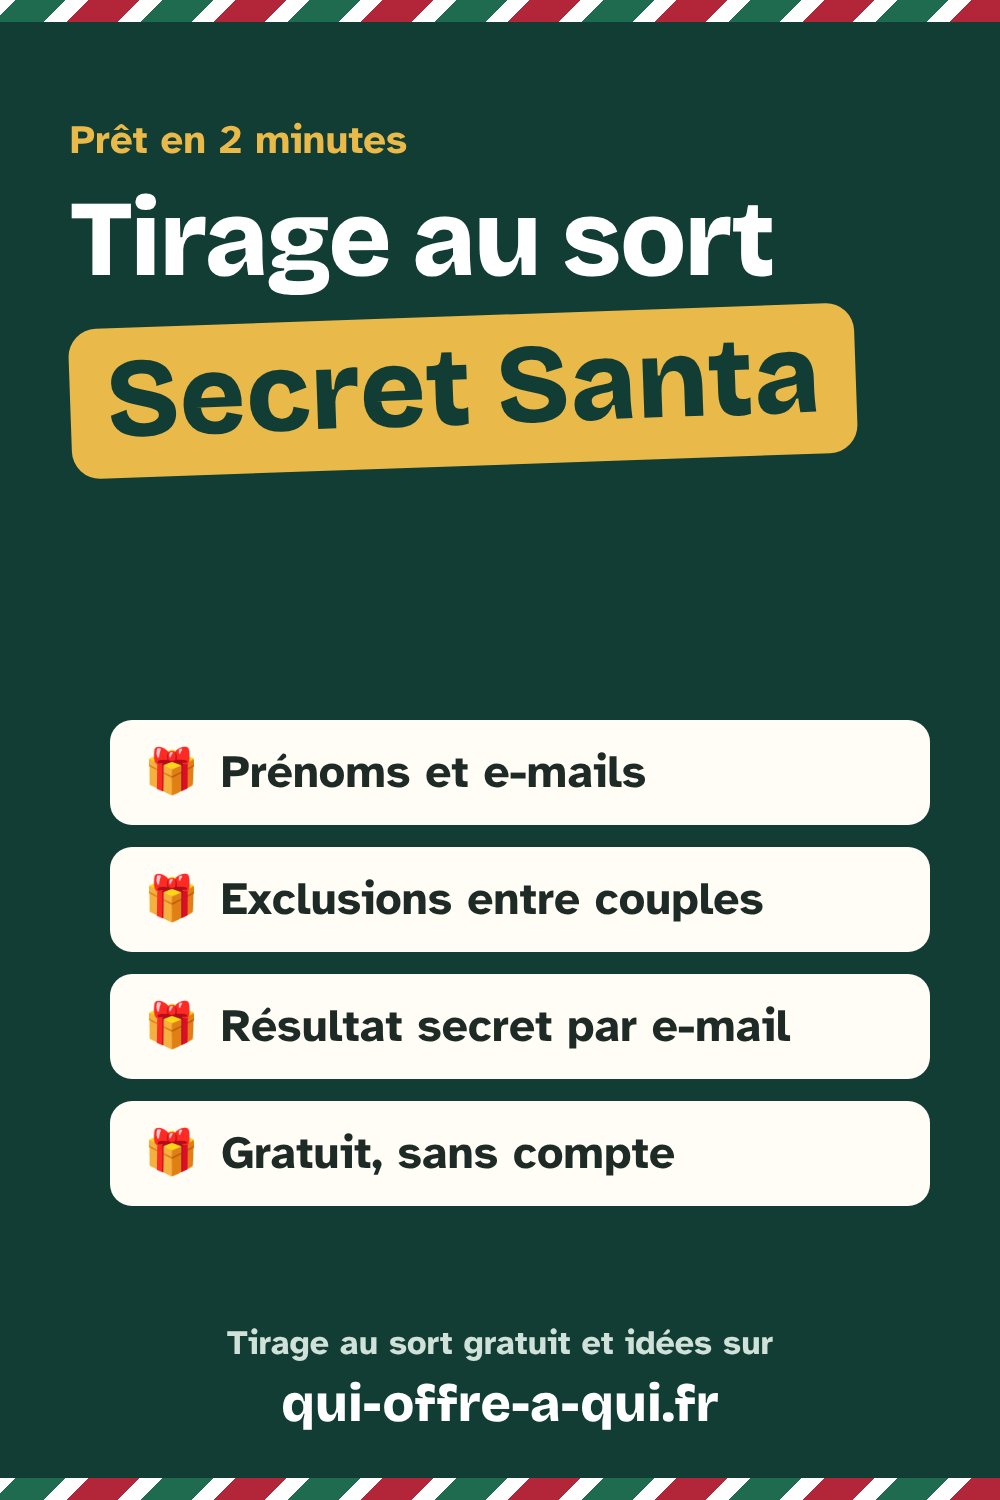 Prêt en 2 minutes
Tirage au sort
Secret Santa
Prénoms et e-mails
Exclusions entre couples
Résultat secret par e-mail
Gratuit, sans compte
Tirage au sort gratuit et idées sur
qui-offre-a-qui.fr